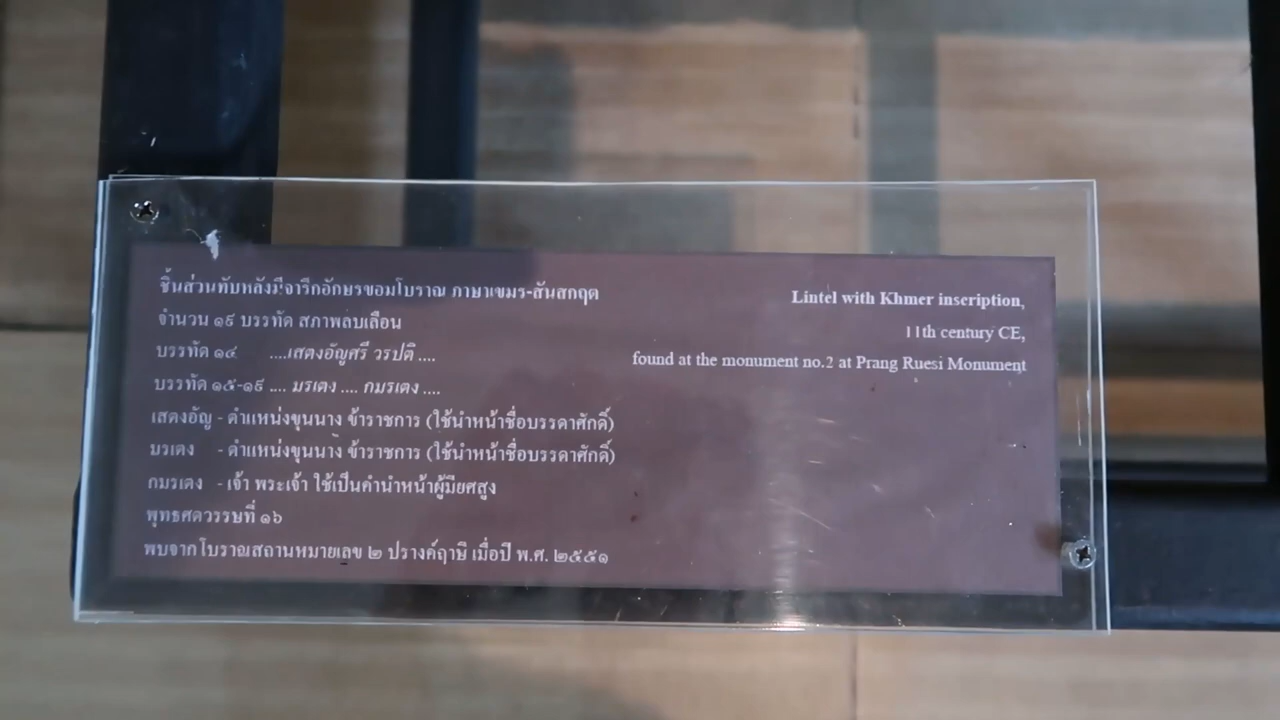 ชิ้นส่วนทับหลังมีจารึกอักษรขอมโบราณ ภาษาเขมร-สันสกฤต
จำนวน ๑๙ บรรทัด สภาพลบเลือน
บรรทัด ๑๔ ....เสตงอัญศรี วรปติ ....
บรรทัด ๑๕-๑๙ .... มรเตง .... กมรเตง ....
เสตงอัญ - ตำแหน่งขุนนาง ข้าราชการ (ใช้นำหน้าชื่อบรรดาศักดิ์)
มรเตง - ตำแหน่งขุนนาง ข้าราชการ (ใช้นำหน้าชื่อบรรดาศักดิ์)
กมรเตง - เจ้า พระเจ้า ใช้เป็นคำนำหน้าผู้มียศสูง
พุทธศตวรรษที่ ๑๖
พบจากโบราณสถานหมายเลข ๒ ปรางค์ฤาษี เมื่อปี พ.ศ. ๒๕๕๑
Lintel with Khmer inscription,
11th century CE,
found at the monument no.2 at Prang Ruesi Monument